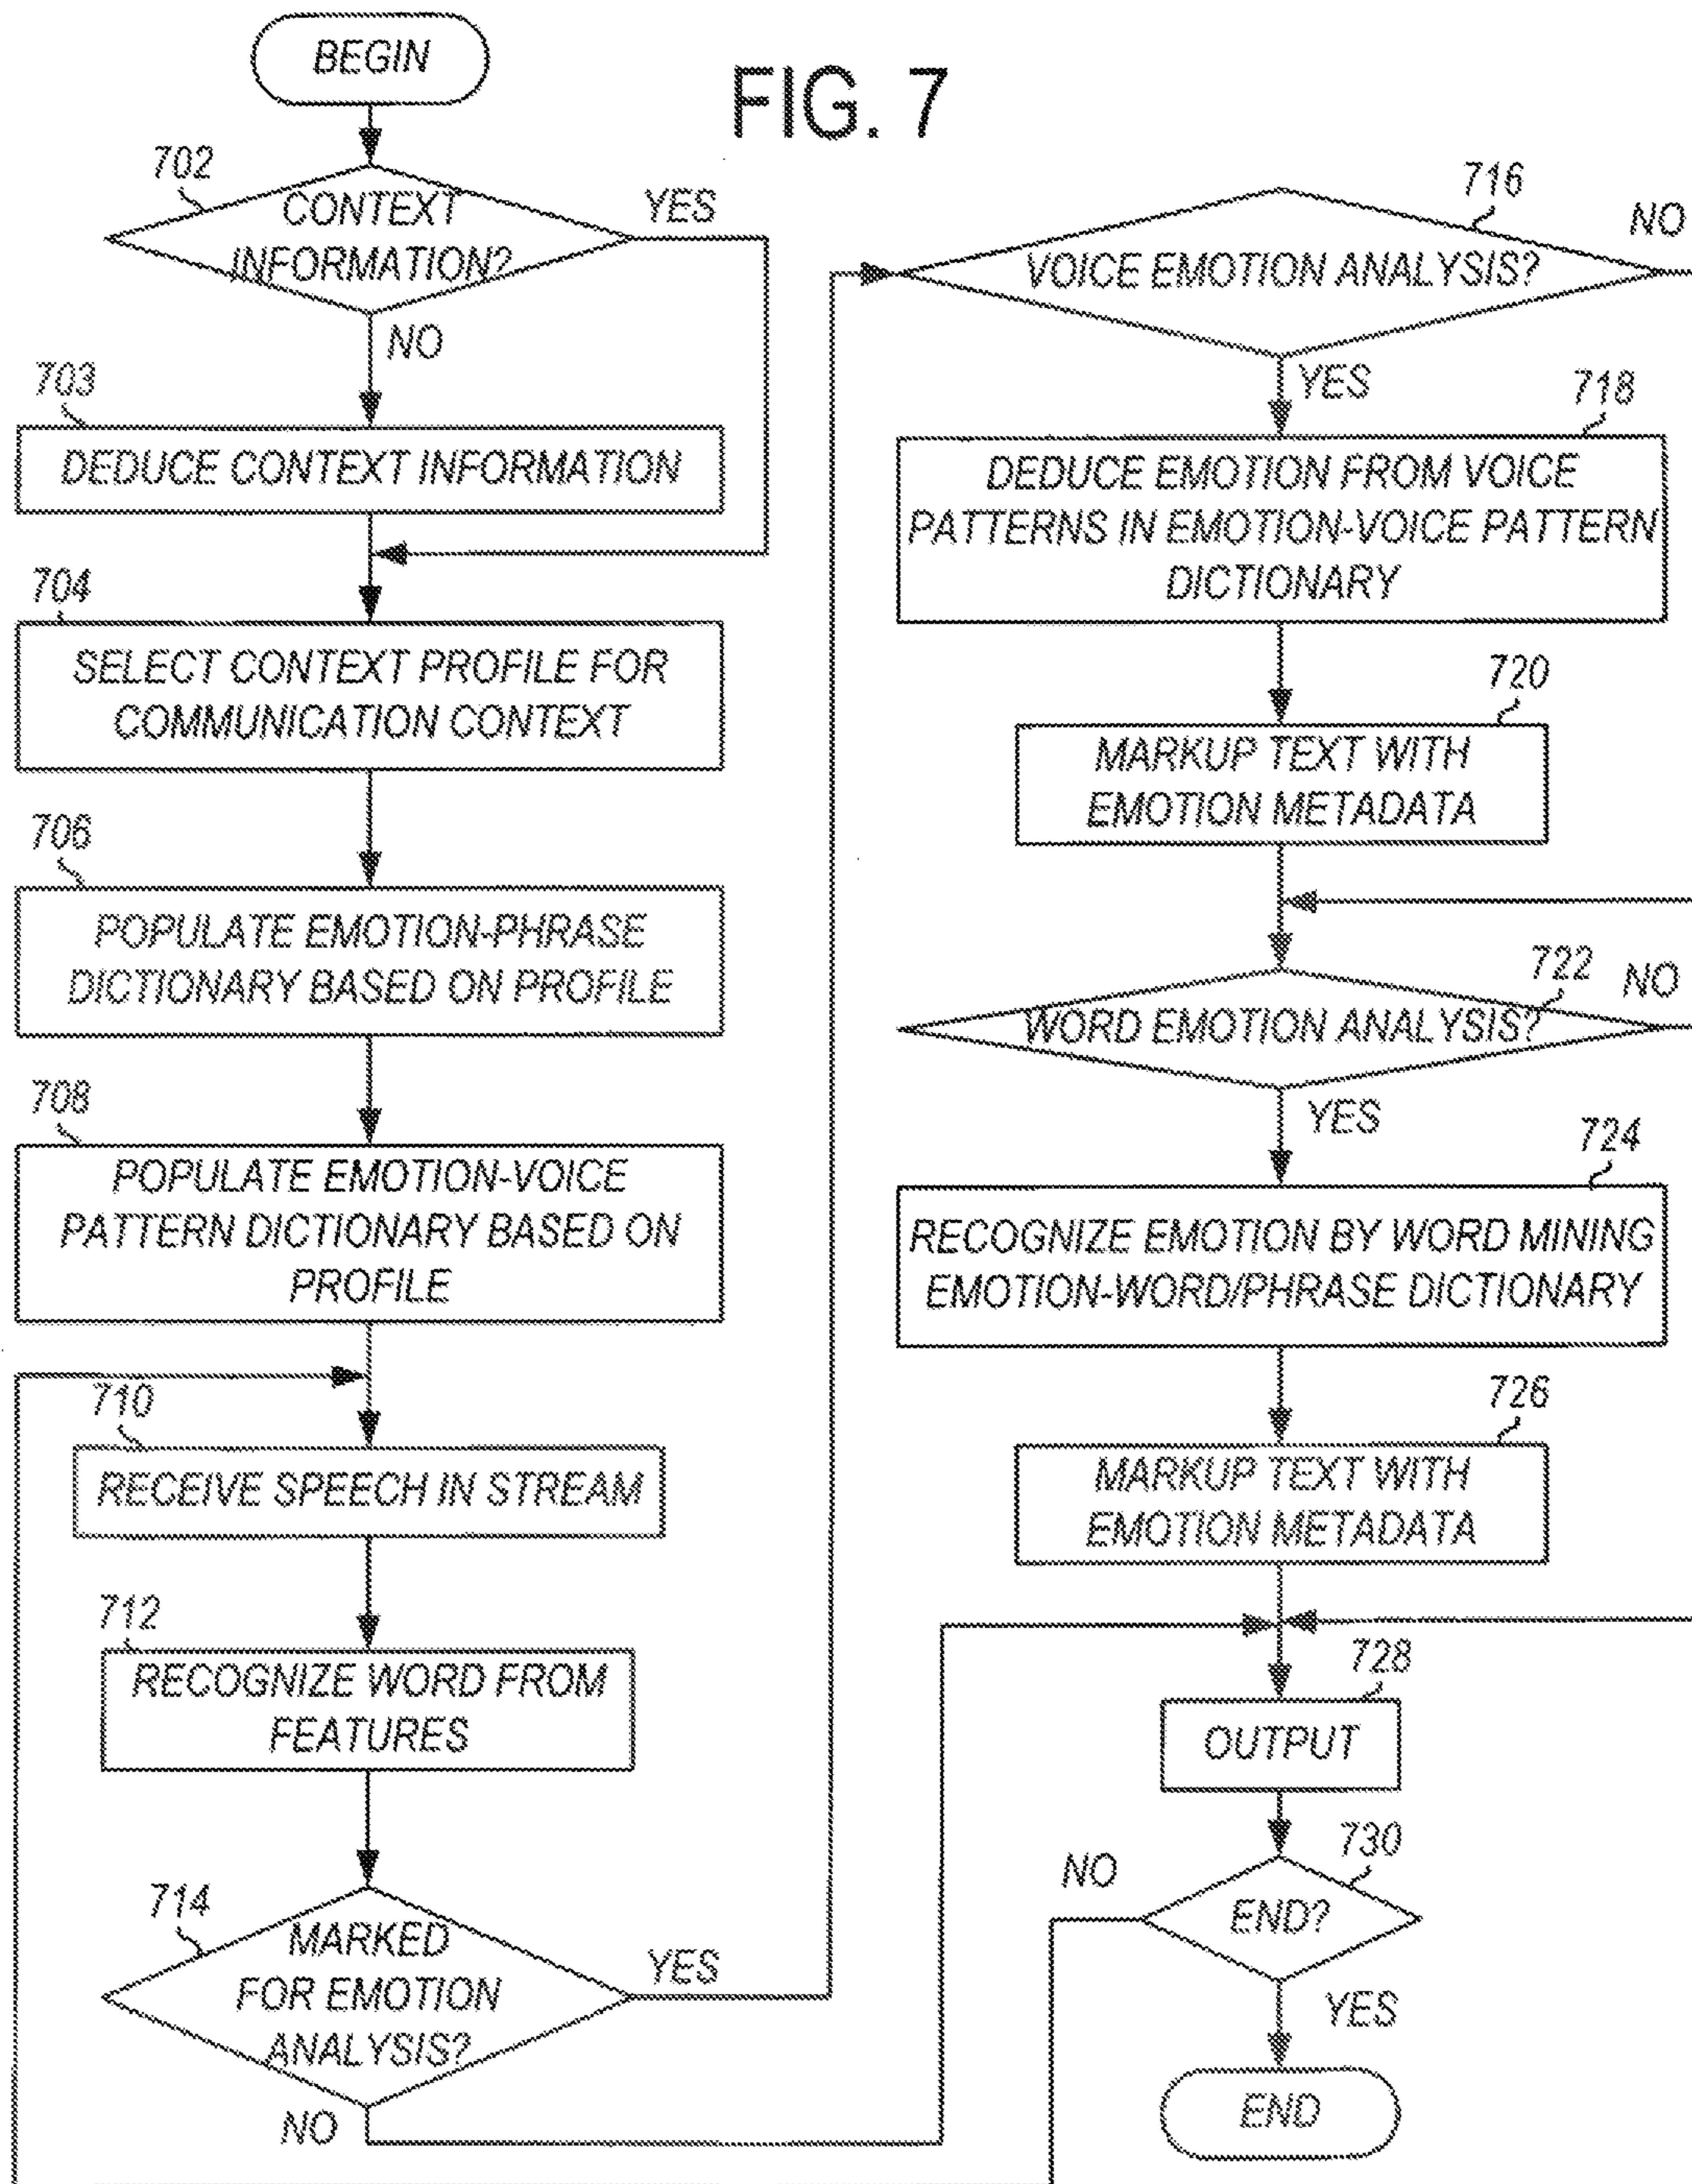 FIG. 7
BEGIN
702
CONTEXT
INFORMATION?
YES
NO
703
DEDUCE CONTEXT INFORMATION
704
SELECT CONTEXT PROFILE FOR
COMMUNICATION CONTEXT
706
POPULATE EMOTION-PHRASE
DICTIONARY BASED ON PROFILE
708
POPULATE EMOTION-VOICE
PATTERN DICTIONARY BASED ON
PROFILE
710
RECEIVE SPEECH IN STREAM
712
RECOGNIZE WORD FROM
FEATURES
714
MARKED
FOR EMOTION
ANALYSIS?
YES
NO
716
VOICE EMOTION ANALYSIS?
NO
YES
718
DEDUCE EMOTION FROM VOICE
PATTERNS IN EMOTION-VOICE PATTERN
DICTIONARY
720
MARKUP TEXT WITH
EMOTION METADATA
722
WORD EMOTION ANALYSIS?
NO
YES
724
RECOGNIZE EMOTION BY WORD MINING
EMOTION-WORD/PHRASE DICTIONARY
726
MARKUP TEXT WITH
EMOTION METADATA
728
OUTPUT
730
END?
NO
YES
END